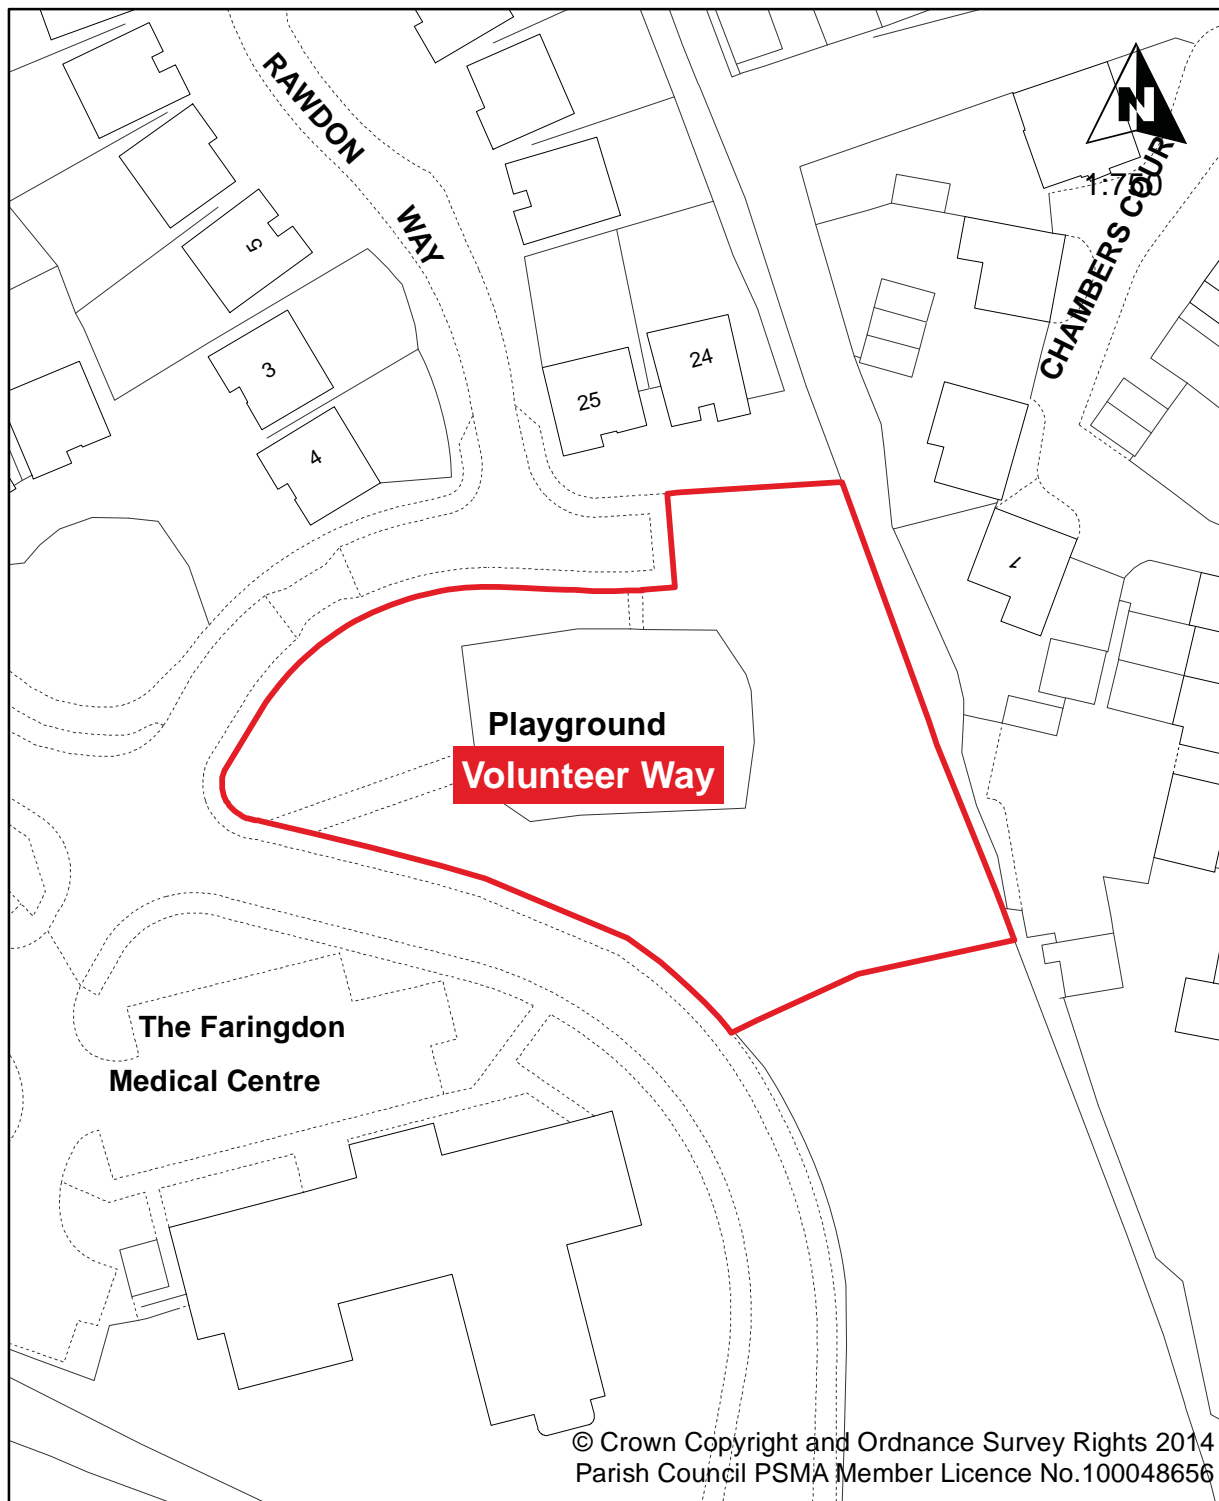 RAWDON
WAY
N
1:750
CHAMBERS COUR
5
3
4
24
25
1
Playground
Volunteer Way
The Faringdon
Medical Centre
© Crown Copyright and Ordnance Survey Rights 2014
Parish Council PSMA Member Licence No.100048656